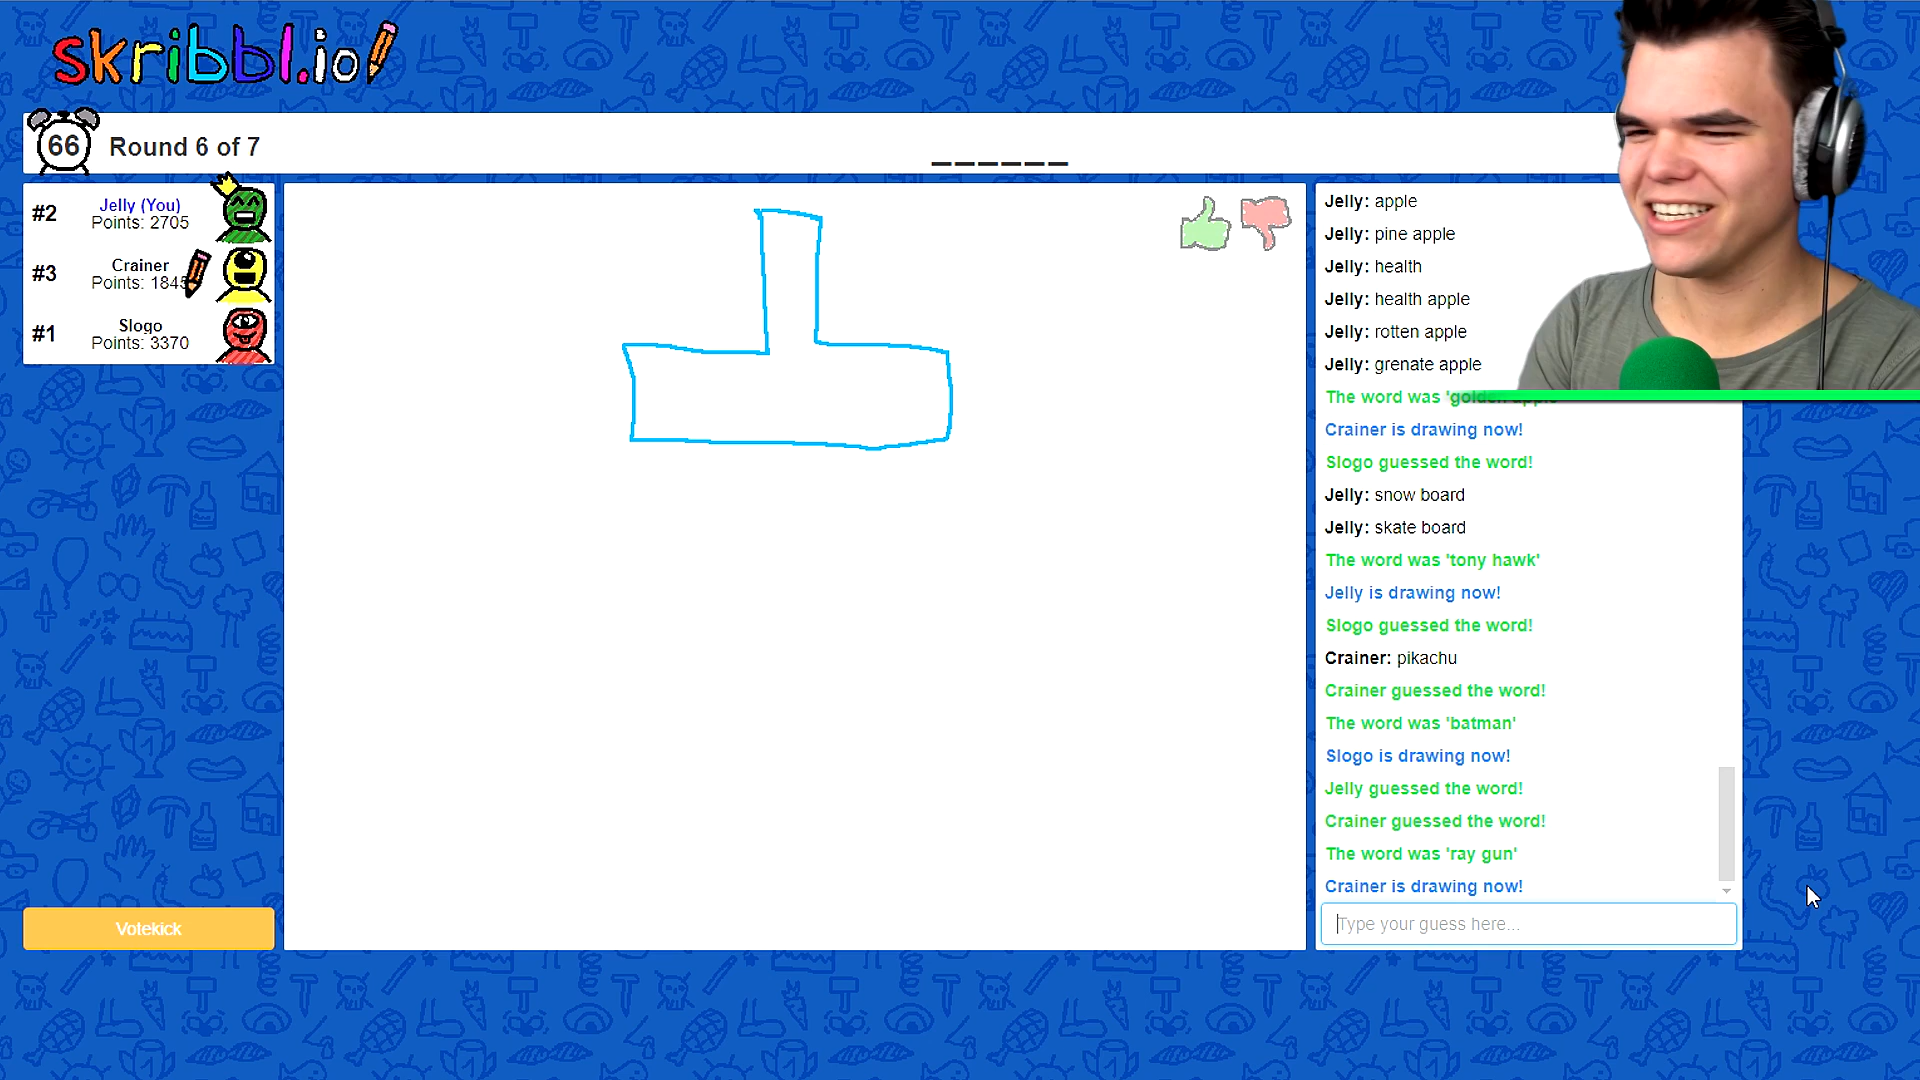 skribbl.io
66
Round 6 of 7
______
#2
Jelly (You)
Points: 2705
#3
Crainer
Points: 1845
#1
Slogo
Points: 3370
Votekick
Jelly: apple
Jelly: pine apple
Jelly: health
Jelly: health apple
Jelly: rotten apple
Jelly: grenate apple
The word was 'golden apple'
Crainer is drawing now!
Slogo guessed the word!
Jelly: snow board
Jelly: skate board
The word was 'tony hawk'
Jelly is drawing now!
Slogo guessed the word!
Crainer: pikachu
Crainer guessed the word!
The word was 'batman'
Slogo is drawing now!
Jelly guessed the word!
Crainer guessed the word!
The word was 'ray gun'
Crainer is drawing now!
Type your guess here...